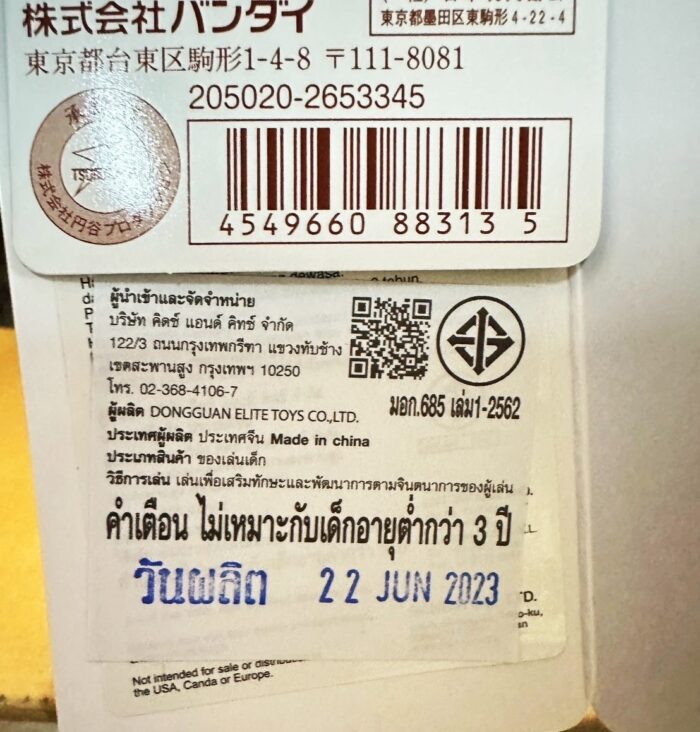 株式会社バンダイ
東京都墨田区東駒形4-22-4
東京都台東区駒形1-4-8 〒111-8081
205020-2653345
株式会社円谷プロ
4549660 88313 5
dewasa.
tahun
ผู้นำเข้าและจัดจำหน่าย
บริษัท คิดซ์ แอนด์ คิทซ์ จำกัด
122/3 ถนนกรุงเทพกรีฑา แขวงทับช้าง
เขตสะพานสูง กรุงเทพฯ 10250
โทร. 02-368-4106-7
มอก.685 เล่ม1-2562
ผู้ผลิต DONGGUAN ELITE TOYS CO.,LTD.
ประเทศผู้ผลิต ประเทศจีน Made in china
ประเภทสินค้า ของเล่นเด็ก
วิธีการเล่น เล่นเพื่อเสริมทักษะและพัฒนาการตามจินตนาการของผู้เล่น
คำเตือน ไม่เหมาะกับเด็กอายุต่ำกว่า 3 ปี
วันผลิต 22 JUN 2023
Not intended for sale or
the USA, Canda or Europe.